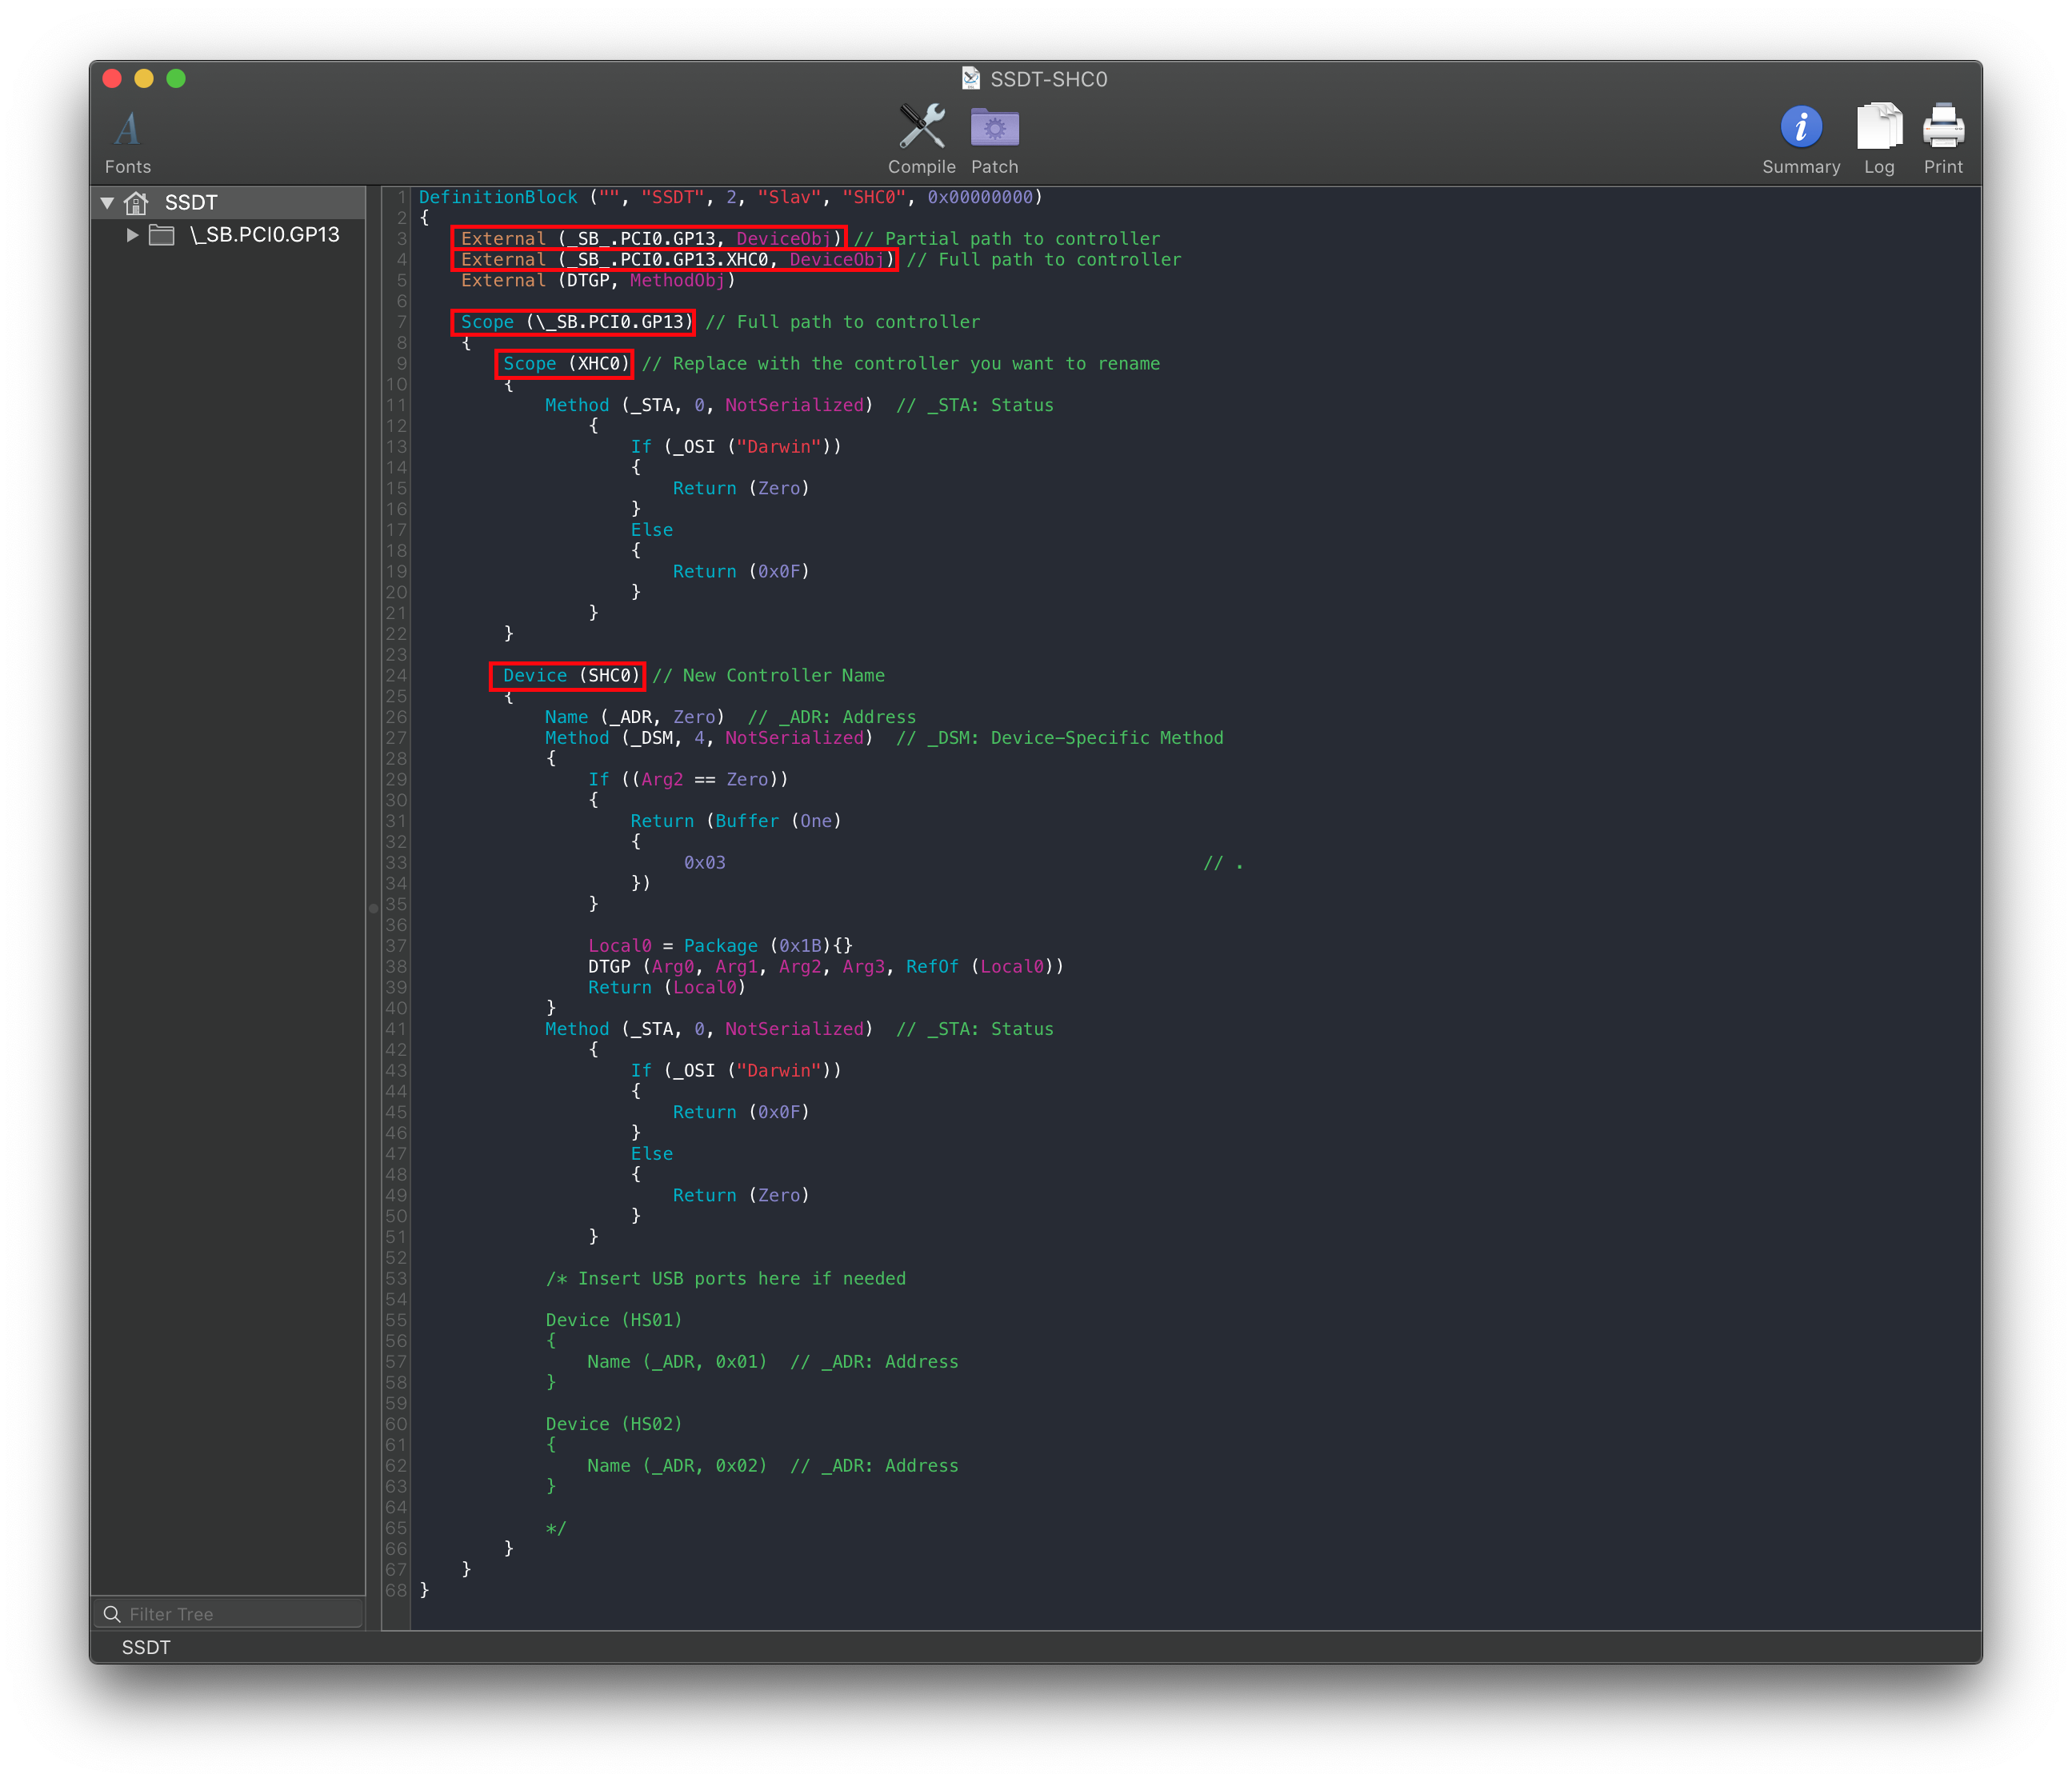 SSDT-SHC0
Fonts
Compile
Patch
Summary
Log
Print
SSDT
\_SB.PCI0.GP13
1 DefinitionBlock ("", "SSDT", 2, "Slav", "SHC0", 0x00000000)
2 {
3     External (_SB_.PCI0.GP13, DeviceObj) // Partial path to controller
4     External (_SB_.PCI0.GP13.XHC0, DeviceObj) // Full path to controller
5     External (DTGP, MethodObj)
6
7     Scope (\_SB.PCI0.GP13) // Full path to controller
8     {
9         Scope (XHC0) // Replace with the controller you want to rename
10         {
11             Method (_STA, 0, NotSerialized)  // _STA: Status
12                 {
13                     If (_OSI ("Darwin"))
14                     {
15                         Return (Zero)
16                     }
17                     Else
18                     {
19                         Return (0x0F)
20                     }
21                 }
22         }
23
24         Device (SHC0) // New Controller Name
25         {
26             Name (_ADR, Zero)  // _ADR: Address
27             Method (_DSM, 4, NotSerialized)  // _DSM: Device-Specific Method
28             {
29                 If ((Arg2 == Zero))
30                 {
31                     Return (Buffer (One)
32                     {
33                          0x03                                             // .
34                     })
35                 }
36
37                 Local0 = Package (0x1B){}
38                 DTGP (Arg0, Arg1, Arg2, Arg3, RefOf (Local0))
39                 Return (Local0)
40             }
41             Method (_STA, 0, NotSerialized)  // _STA: Status
42                 {
43                     If (_OSI ("Darwin"))
44                     {
45                         Return (0x0F)
46                     }
47                     Else
48                     {
49                         Return (Zero)
50                     }
51                 }
52
53             /* Insert USB ports here if needed
54
55             Device (HS01)
56             {
57                 Name (_ADR, 0x01)  // _ADR: Address
58             }
59
60             Device (HS02)
61             {
62                 Name (_ADR, 0x02)  // _ADR: Address
63             }
64
65             */
66         }
67     }
68 }
Filter Tree
SSDT